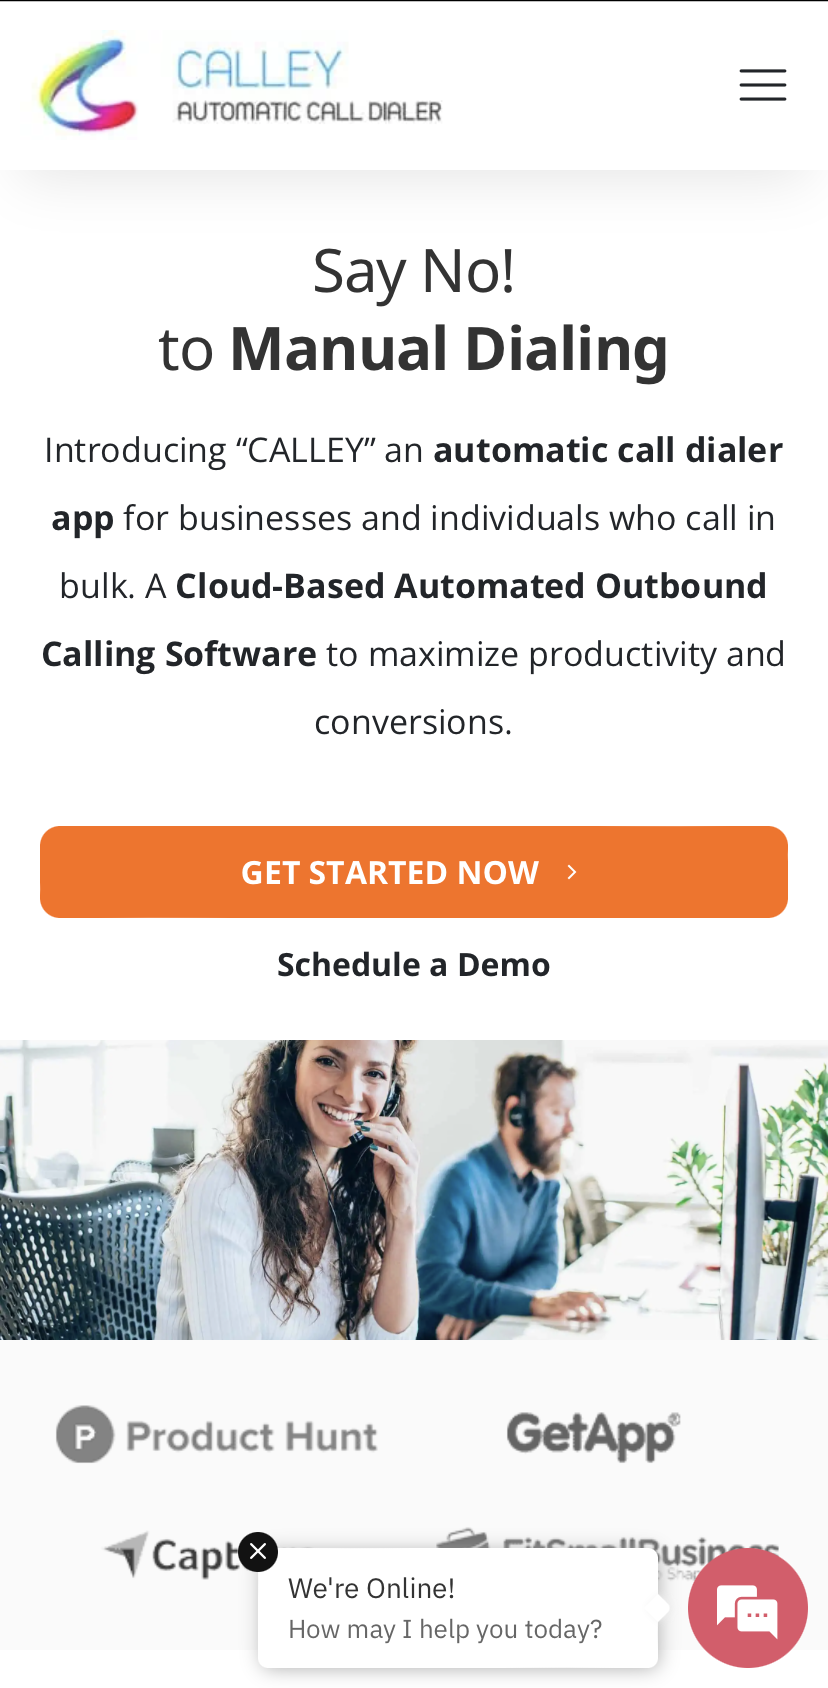 CALLEY
AUTOMATIC CALL DIALER
Say No!
to Manual Dialing
Introducing “CALLEY” an automatic call dialer
app for businesses and individuals who call in
bulk. A Cloud-Based Automated Outbound
Calling Software to maximize productivity and
conversions.
GET STARTED NOW
Schedule a Demo
P Product Hunt
GetApp
FitSmallBusiness
We're Online!
How may I help you today?